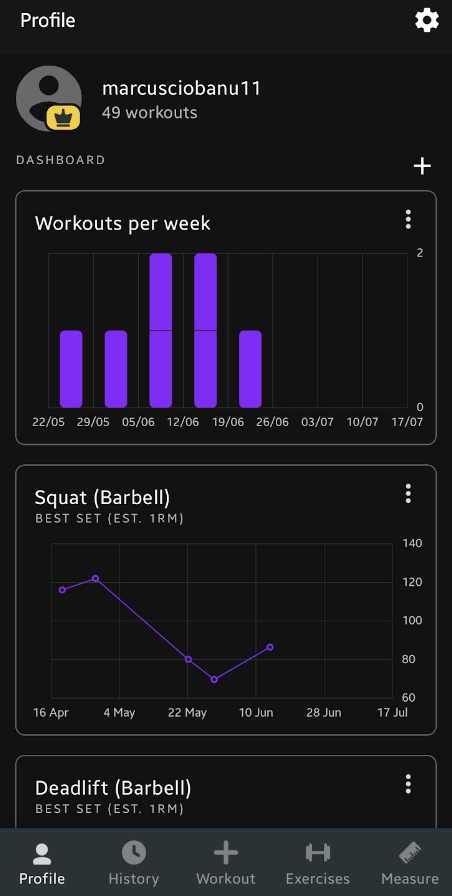 Profile
marcusciobanu11
49 workouts
DASHBOARD
Workouts per week
2
0
22/05 29/05 05/06 12/06 19/06 26/06 03/07 10/07 17/07
Squat (Barbell)
BEST SET (EST. 1RM)
140
120
100
80
60
16 Apr 4 May 22 May 10 Jun 28 Jun 17 Jul
Deadlift (Barbell)
BEST SET (EST. 1RM)
Profile History Workout Exercises Measure